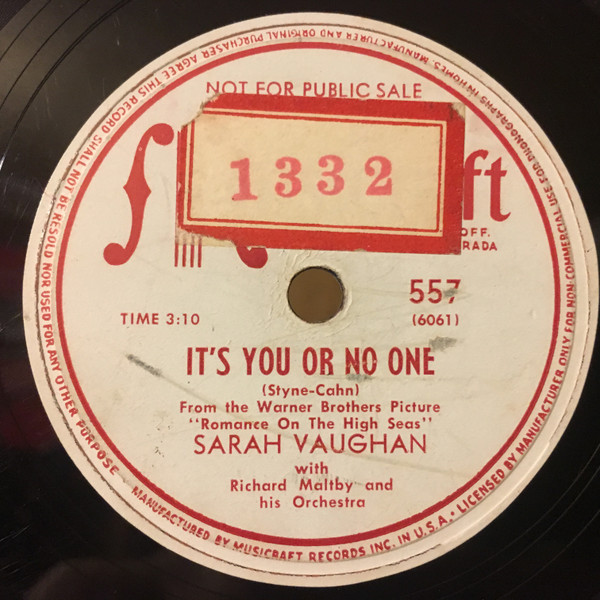 NOT FOR PUBLIC SALE
1332
ft
OFF.
RADA
557
TIME 3:10
(6061)
IT'S YOU OR NO ONE
(Styne-Cahn)
From the Warner Brothers Picture
"Romance On The High Seas"
SARAH VAUGHAN
with
Richard Maltby and
his Orchestra
MANUFACTURED BY MUSICRAFT RECORDS INC. IN U.S.A. • LICENSED BY MANUFACTURER ONLY FOR NON-COMMERCIAL USE FOR PHONOGRAPHS IN HOMES. MANUFACTURER AND ORIGINAL PURCHASER AGREE THIS RECORD SHALL NOT BE RESOLD NOR USED FOR ANY OTHER PURPOSE •